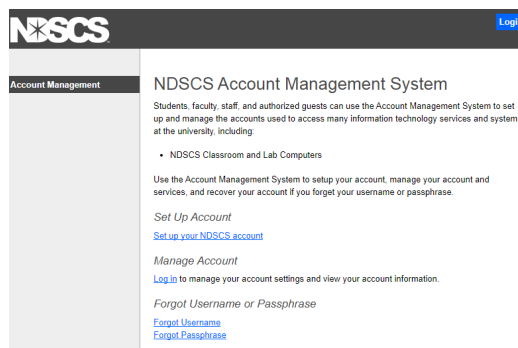 NDSCS
Logi
Account Management
NDSCS Account Management System
Students, faculty, staff, and authorized guests can use the Account Management System to set
up and manage the accounts used to access many information technology services and system
at the university, including:
• NDSCS Classroom and Lab Computers
Use the Account Management System to setup your account, manage your account and
services, and recover your account if you forget your username or passphrase.
Set Up Account
Set up your NDSCS account
Manage Account
Log in to manage your account settings and view your account information.
Forgot Username or Passphrase
Forgot Username
Forgot Passphrase